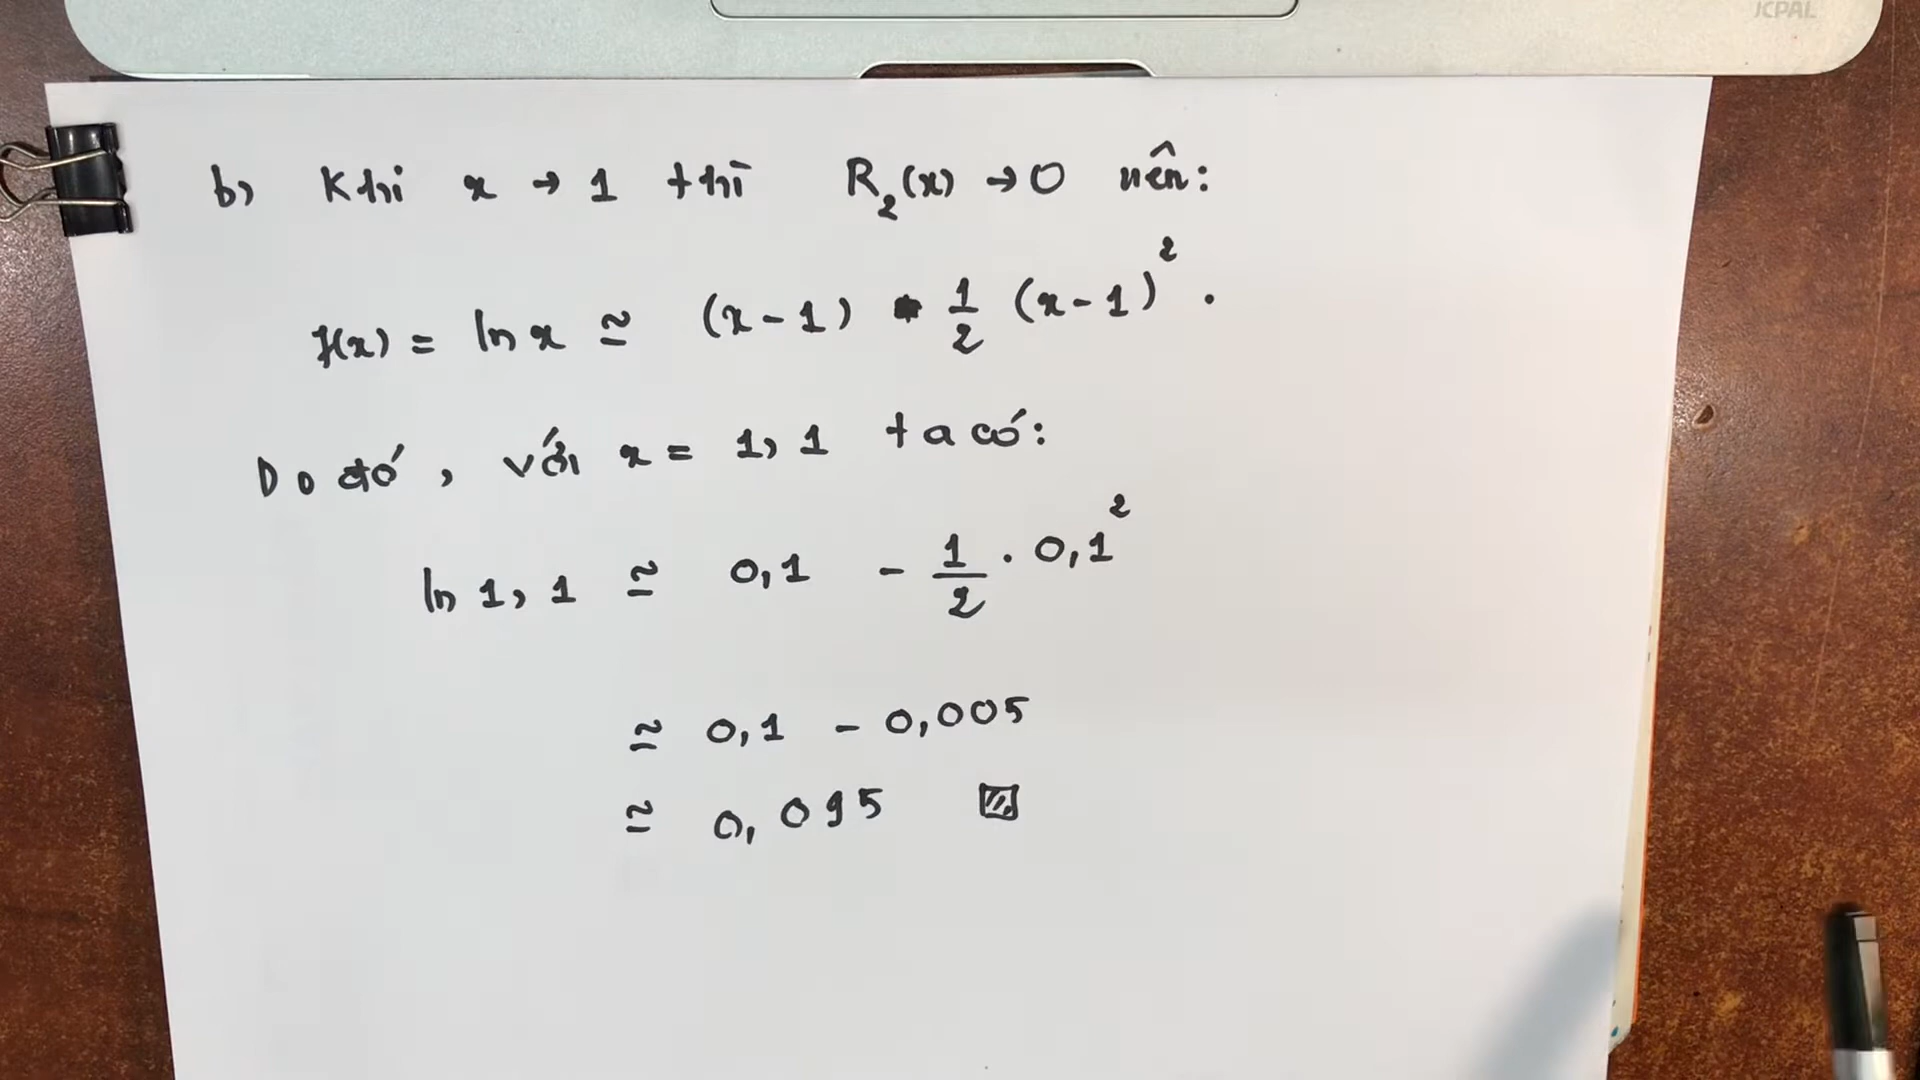 JCPAL
b) Khi x → 1 thì R₂(x) → 0 nên:
f(x) = ln x ≃ (x - 1) - 1/2 (x - 1)² .
Do đó, với x = 1,1 ta có:
ln 1,1 ≃ 0,1 - 1/2 . 0,1²
≃ 0,1 - 0,005
≃ 0,095